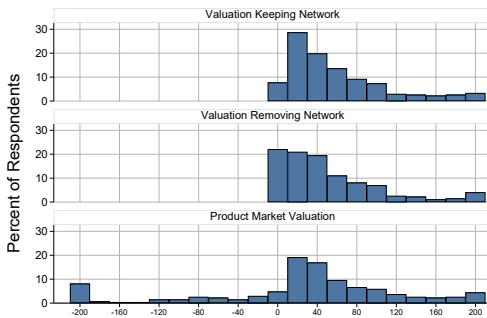 Valuation Keeping Network
30
20
10
0
Valuation Removing Network
30
20
10
0
Product Market Valuation
30
20
10
0
-200 -160 -120 -80 -40 0 40 80 120 160 200
Percent of Respondents